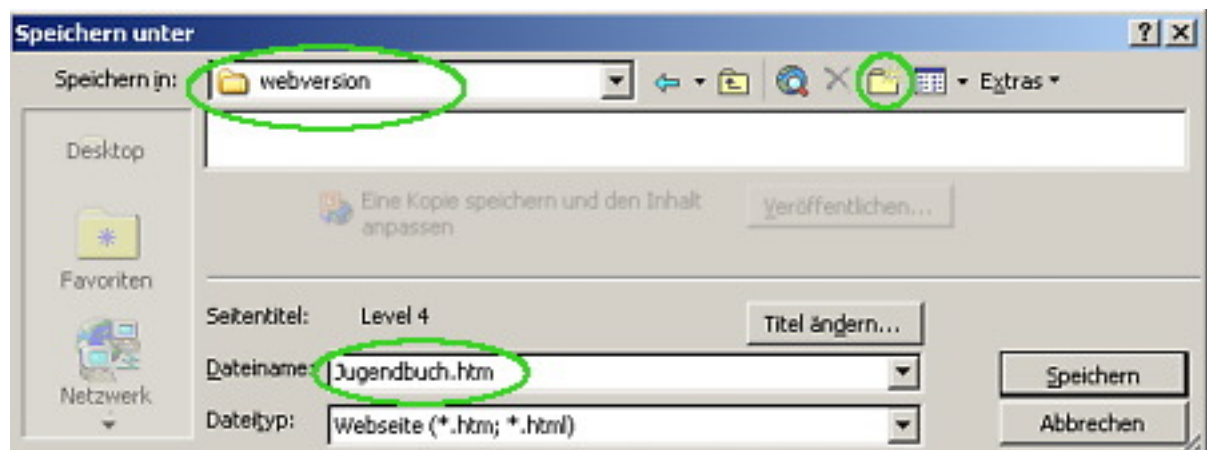 Speichern unter
Speichern in: webversion Extras
Desktop
Eine Kopie speichern und den Inhalt
anpassen
Veröffentlichen...
Favoriten
Seitentitel: Level 4
Titel ändern...
Dateiname: Jugendbuch.htm
Speichern
Netzwerk
Dateityp: Webseite (*.htm; *.html)
Abbrechen